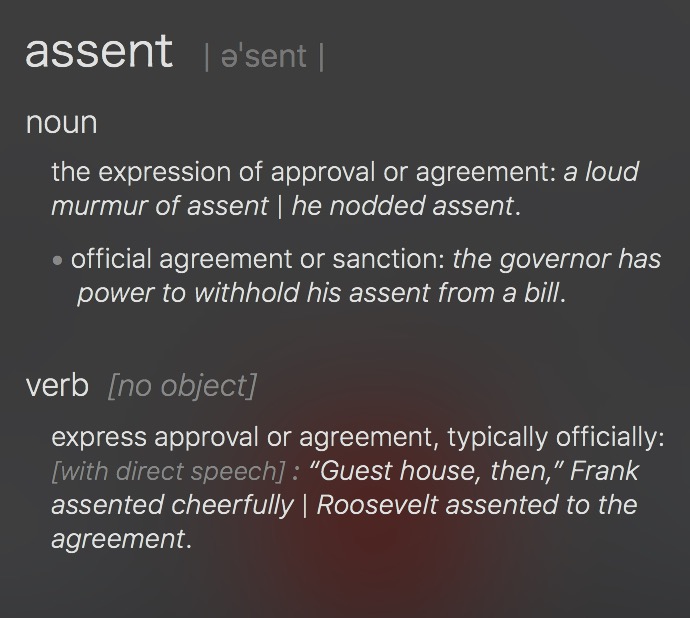 assent | ə'sent |
noun
the expression of approval or agreement: a loud
murmur of assent | he nodded assent.
• official agreement or sanction: the governor has
power to withhold his assent from a bill.
verb [no object]
express approval or agreement, typically officially:
[with direct speech] : “Guest house, then,” Frank
assented cheerfully | Roosevelt assented to the
agreement.